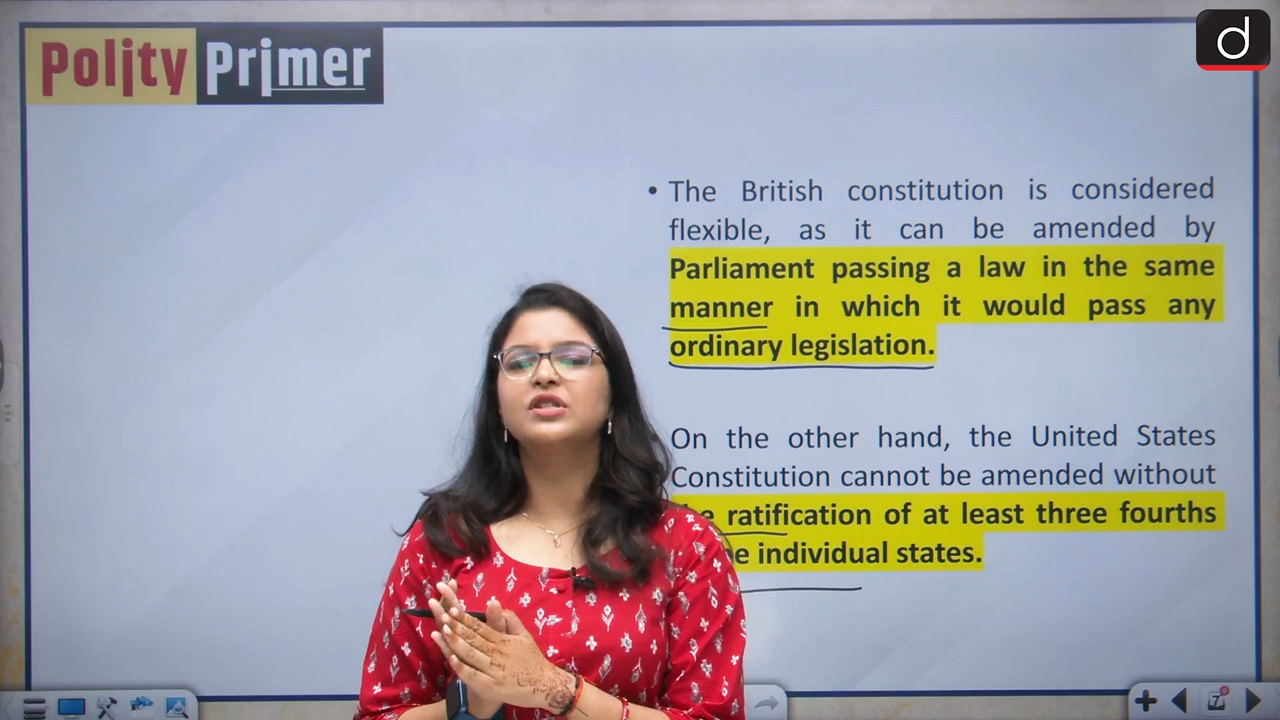 Polity Primer
d
• The British constitution is considered
flexible, as it can be amended by
Parliament passing a law in the same
manner in which it would pass any
ordinary legislation.
On the other hand, the United States
Constitution cannot be amended without
ratification of at least three fourths
individual states.